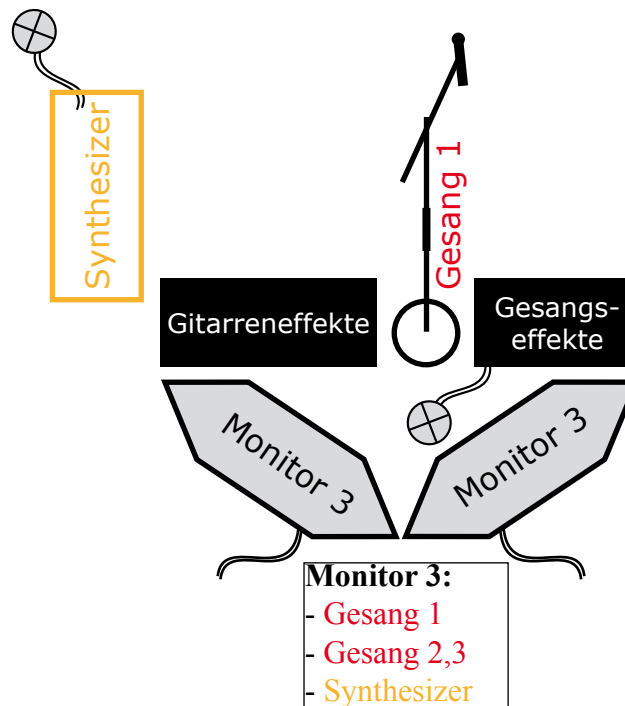 Synthesizer
Gesang 1
Gitarreneffekte
Gesangs-
effekte
Monitor 3
Monitor 3
Monitor 3:
- Gesang 1
- Gesang 2,3
- Synthesizer